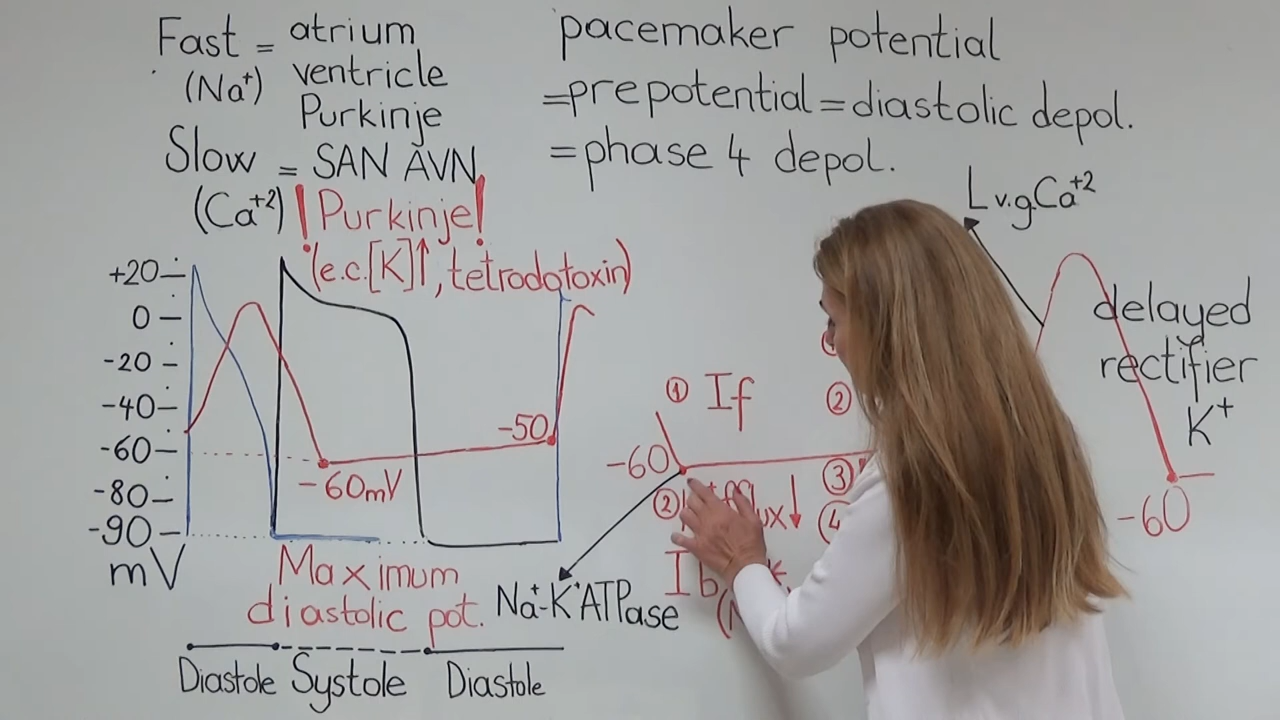 Fast = atrium
(Na⁺) ventricle
Purkinje
Slow = SAN AVN
(Ca⁺²) ! Purkinje!
(e.c.[K]↑, tetrodotoxin)
pacemaker potential
=prepotential=diastolic depol.
=phase 4 depol.
L v.g.Ca⁺²
delayed
rectifier
K⁺
-60
+20
0
-20
-40
-60
-80
-90
mV
-60mV
-50
Maximum
diastolic pot.
Diastole Systole Diastole
① If
②
-60
③
②
Na⁺-K⁺ATPase